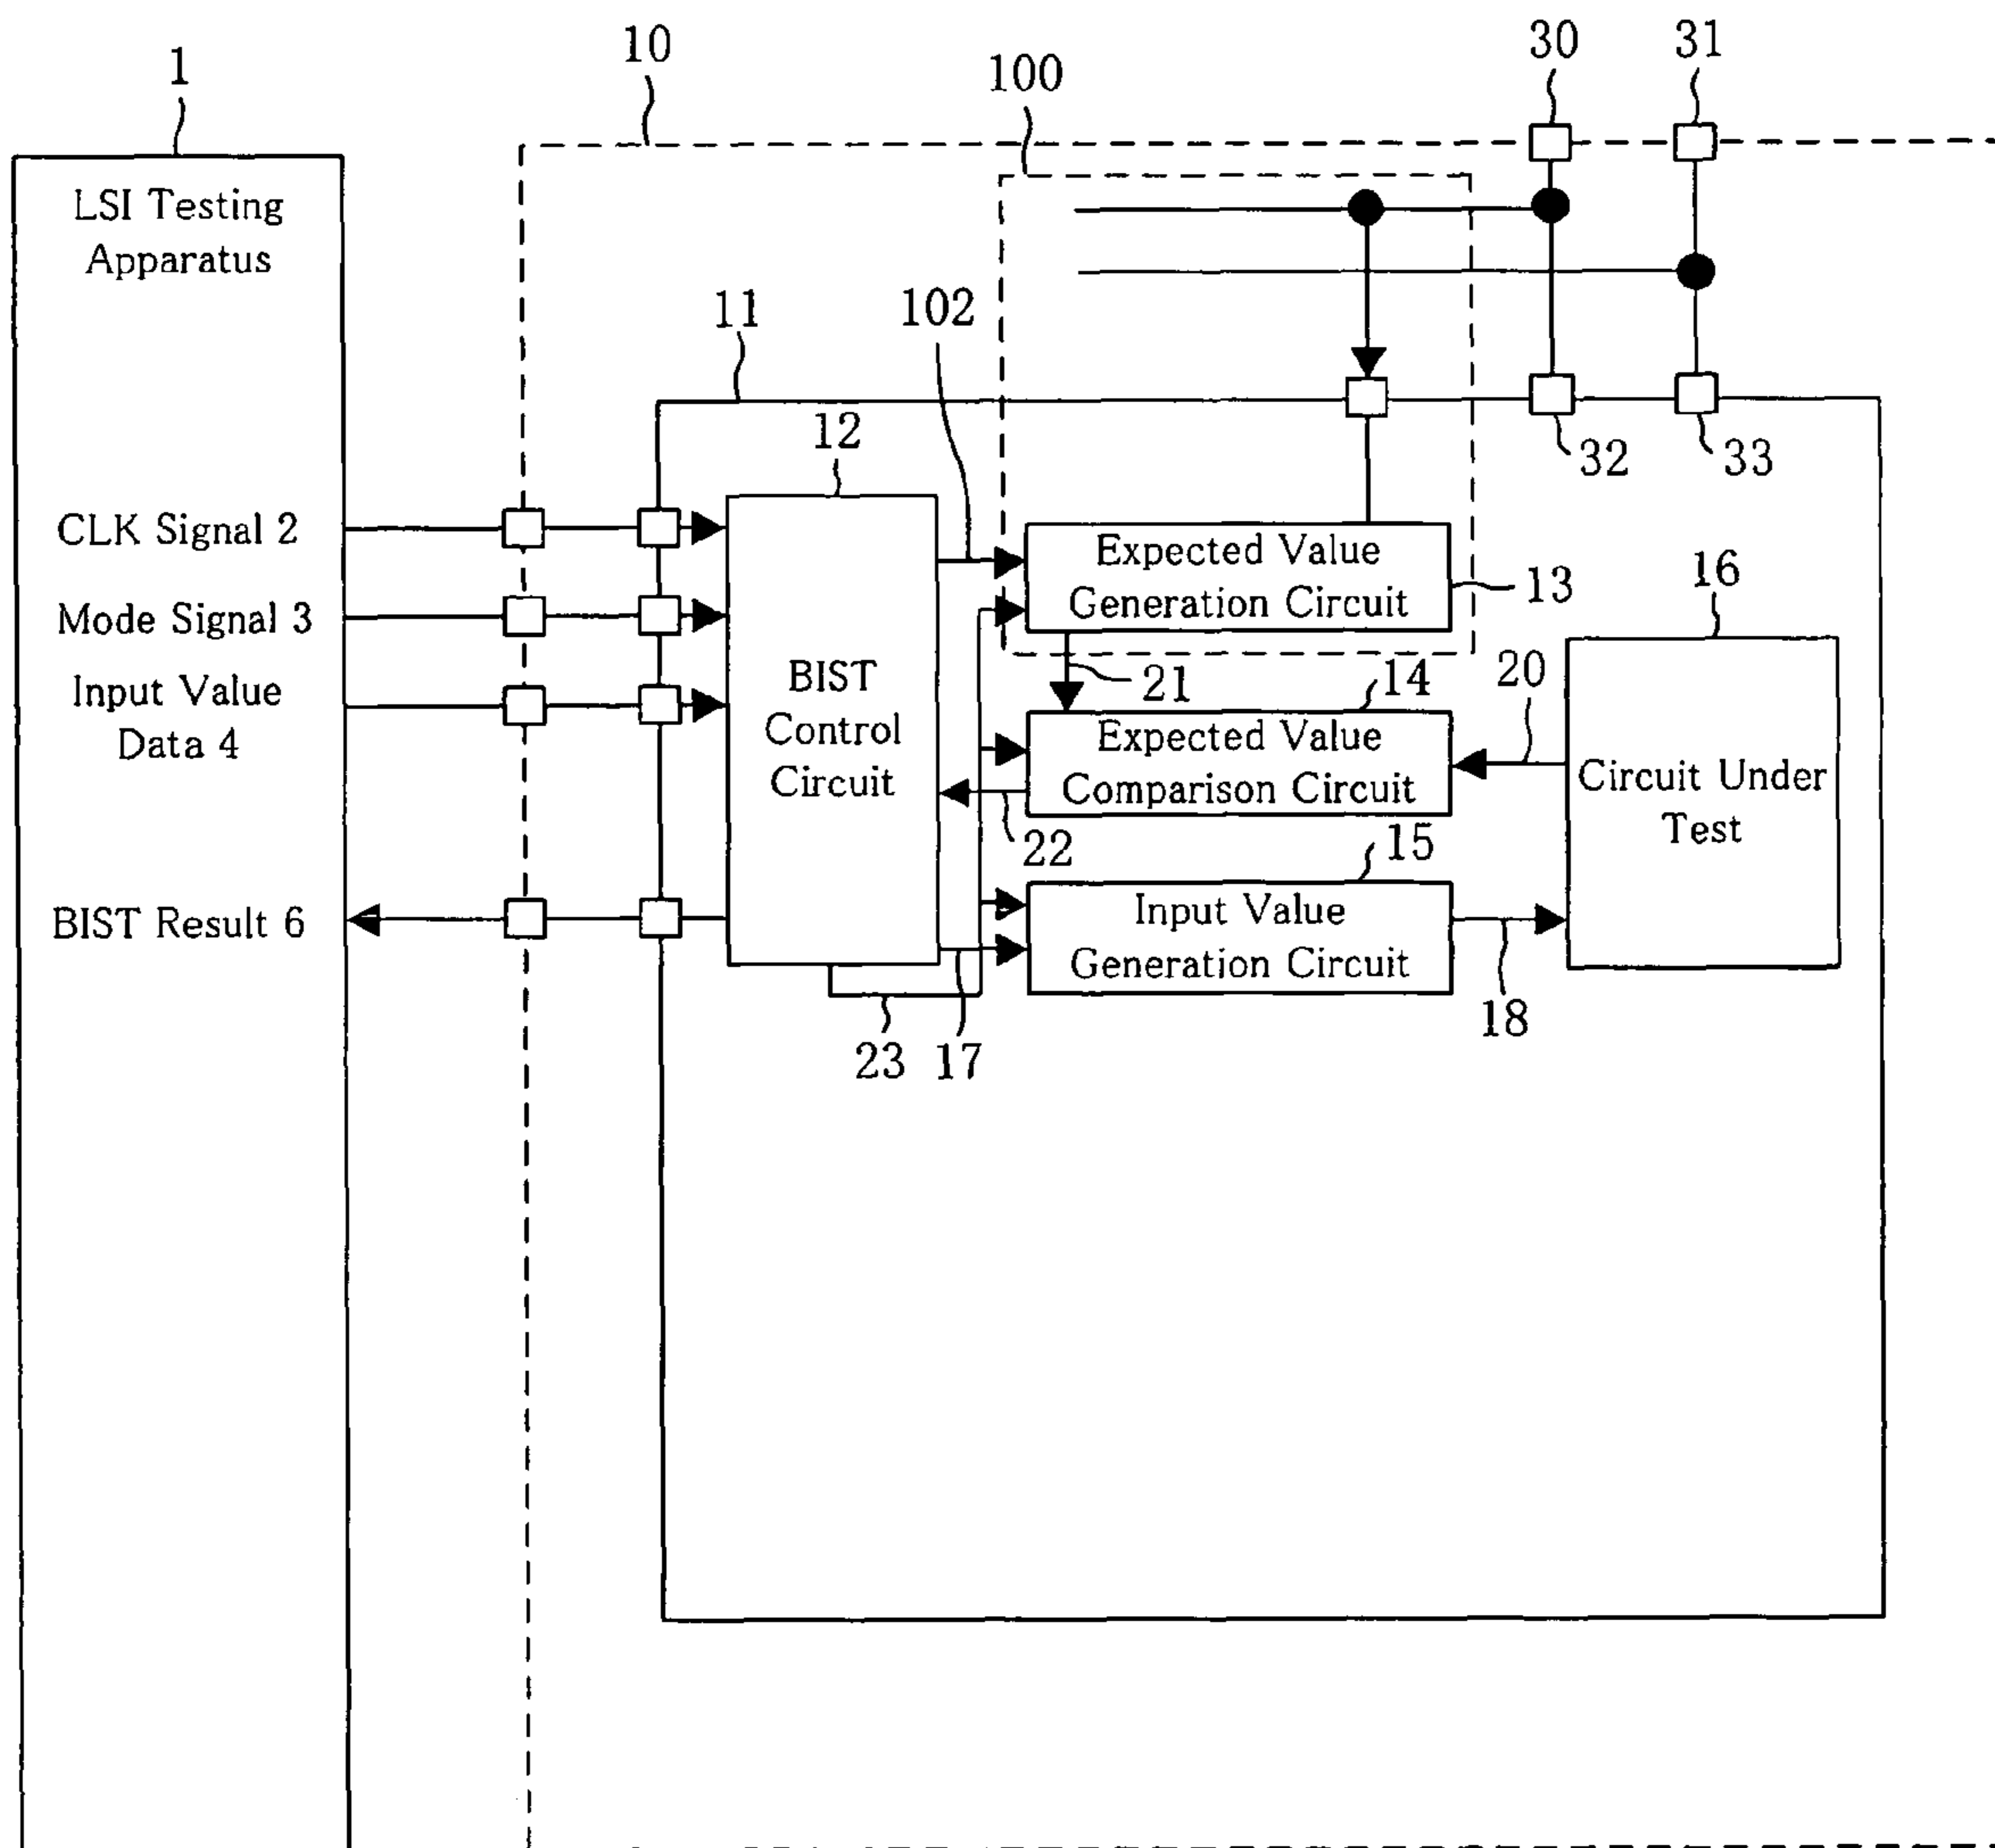 1
10
100
30
31
LSI Testing
Apparatus
11
102
12
32
33
CLK Signal 2
Mode Signal 3
Input Value
Data 4
BIST Result 6
BIST
Control
Circuit
Expected Value
Generation Circuit
13
21
14
Expected Value
Comparison Circuit
22
20
16
Circuit Under
Test
15
Input Value
Generation Circuit
18
23
17